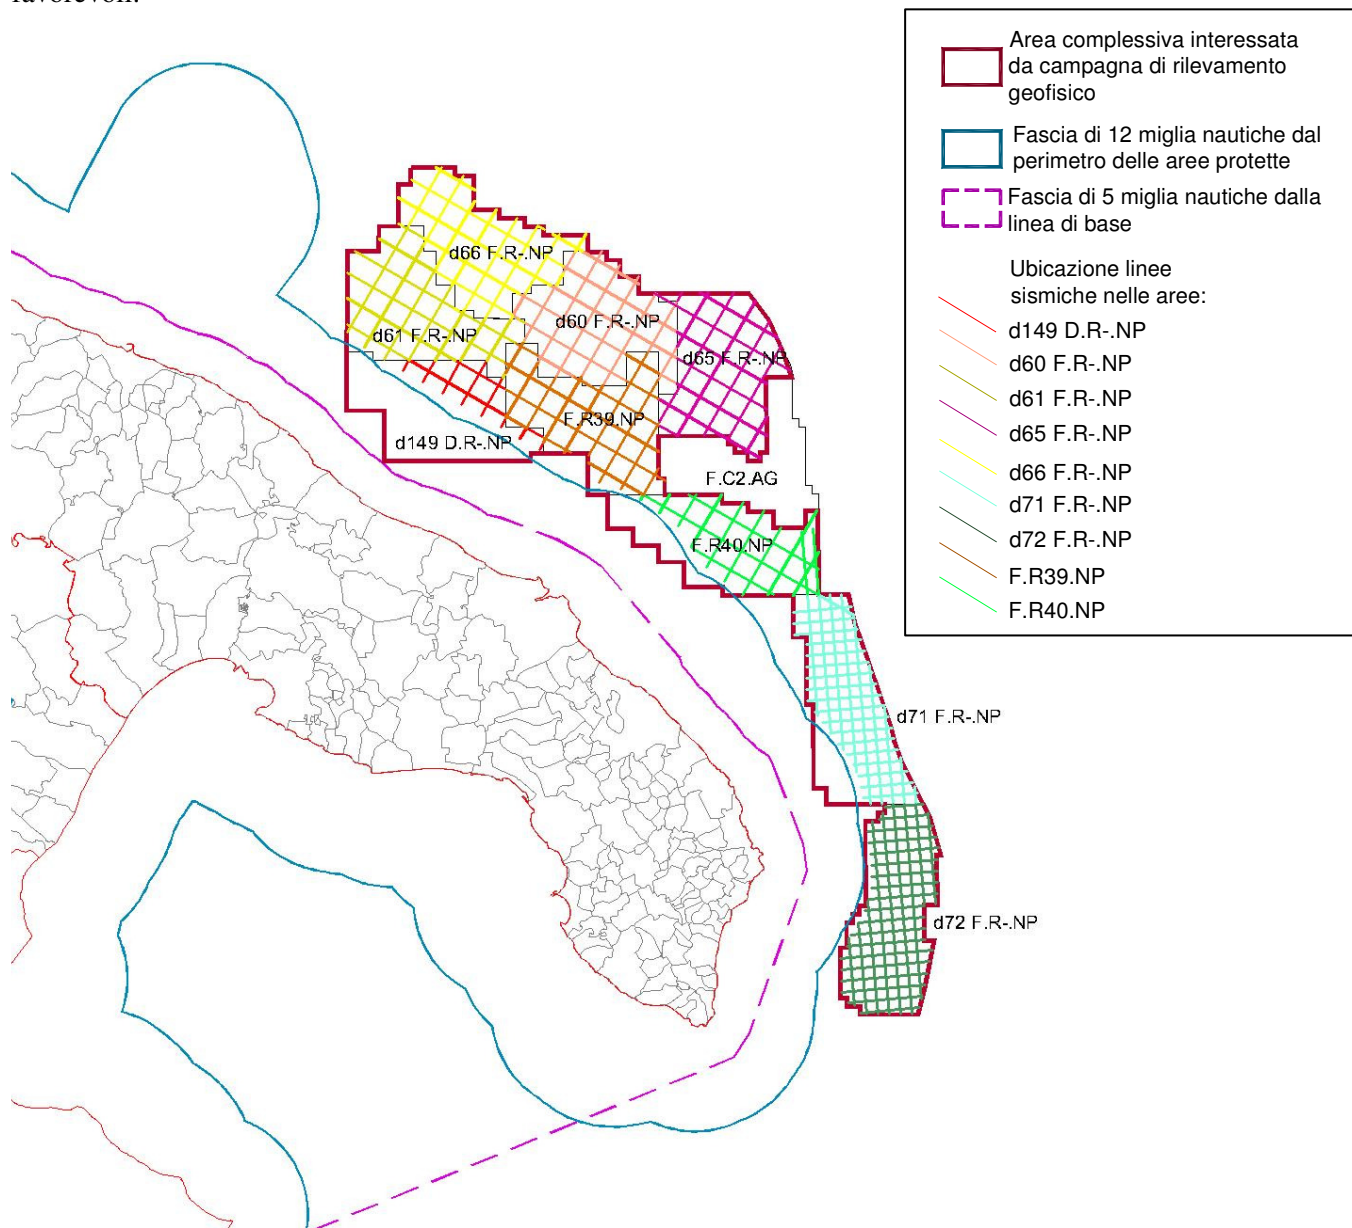 favorevoli.
Area complessiva interessata
da campagna di rilevamento
geofisico
Fascia di 12 miglia nautiche dal
perimetro delle aree protette
Fascia di 5 miglia nautiche dalla
linea di base
Ubicazione linee
sismiche nelle aree:
d149 D.R-.NP
d60 F.R-.NP
d61 F.R-.NP
d65 F.R-.NP
d66 F.R-.NP
d71 F.R-.NP
d72 F.R-.NP
F.R39.NP
F.R40.NP
d66 F.R-.NP
d60 F.R-.NP
d61 F.R-.NP
d65 F.R-.NP
F.R39.NP
d149 D.R-.NP
F.C2.AG
F.R40.NP
d71 F.R-.NP
d72 F.R-.NP